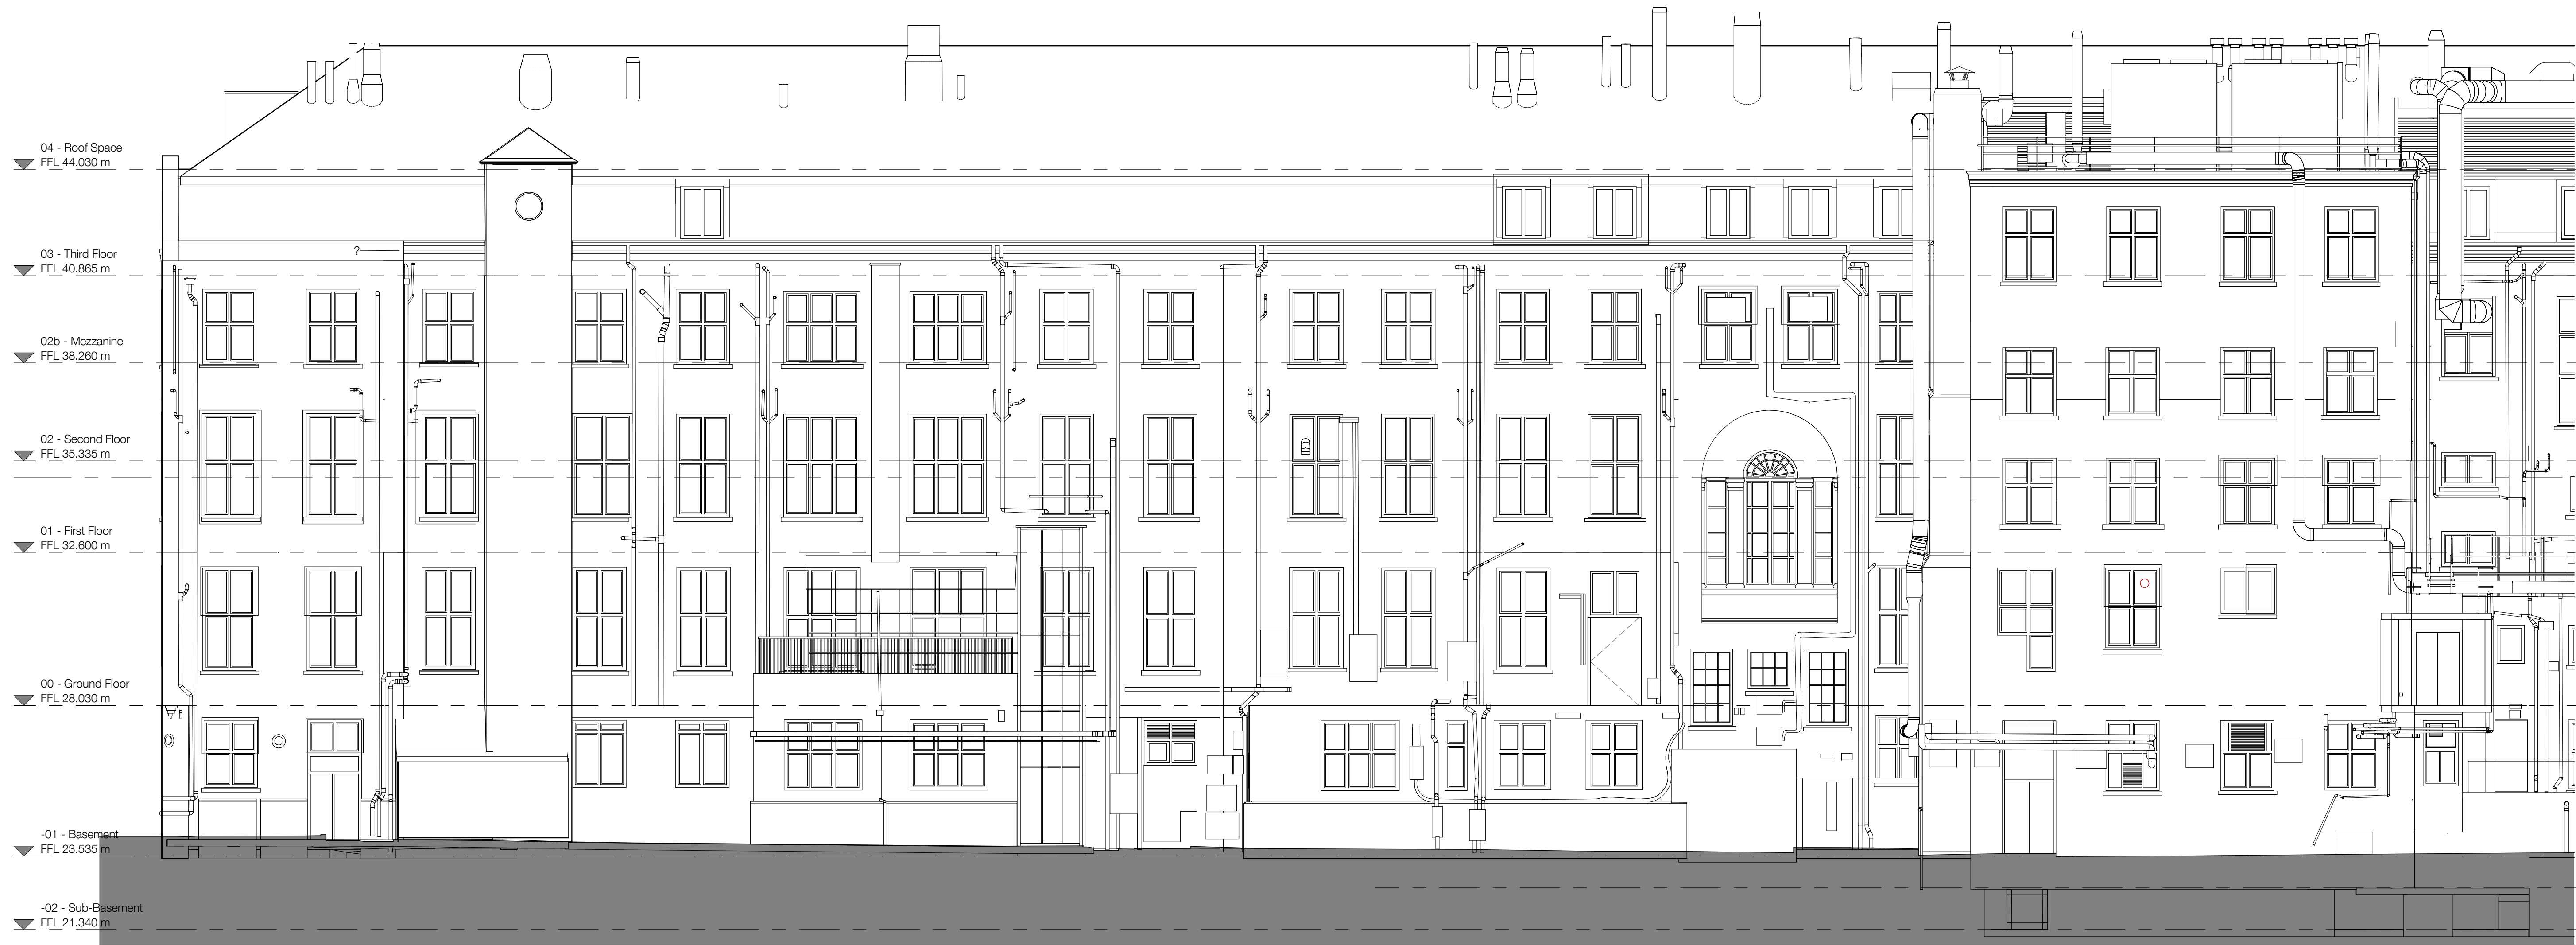 04 - Roof Space
FFL 44.030 m
03 - Third Floor
FFL 40.865 m
?
02b - Mezzanine
FFL 38.260 m
02 - Second Floor
FFL 35.335 m
01 - First Floor
FFL 32.600 m
00 - Ground Floor
FFL 28.030 m
-01 - Basement
FFL 23.535 m
-02 - Sub-Basement
FFL 21.340 m